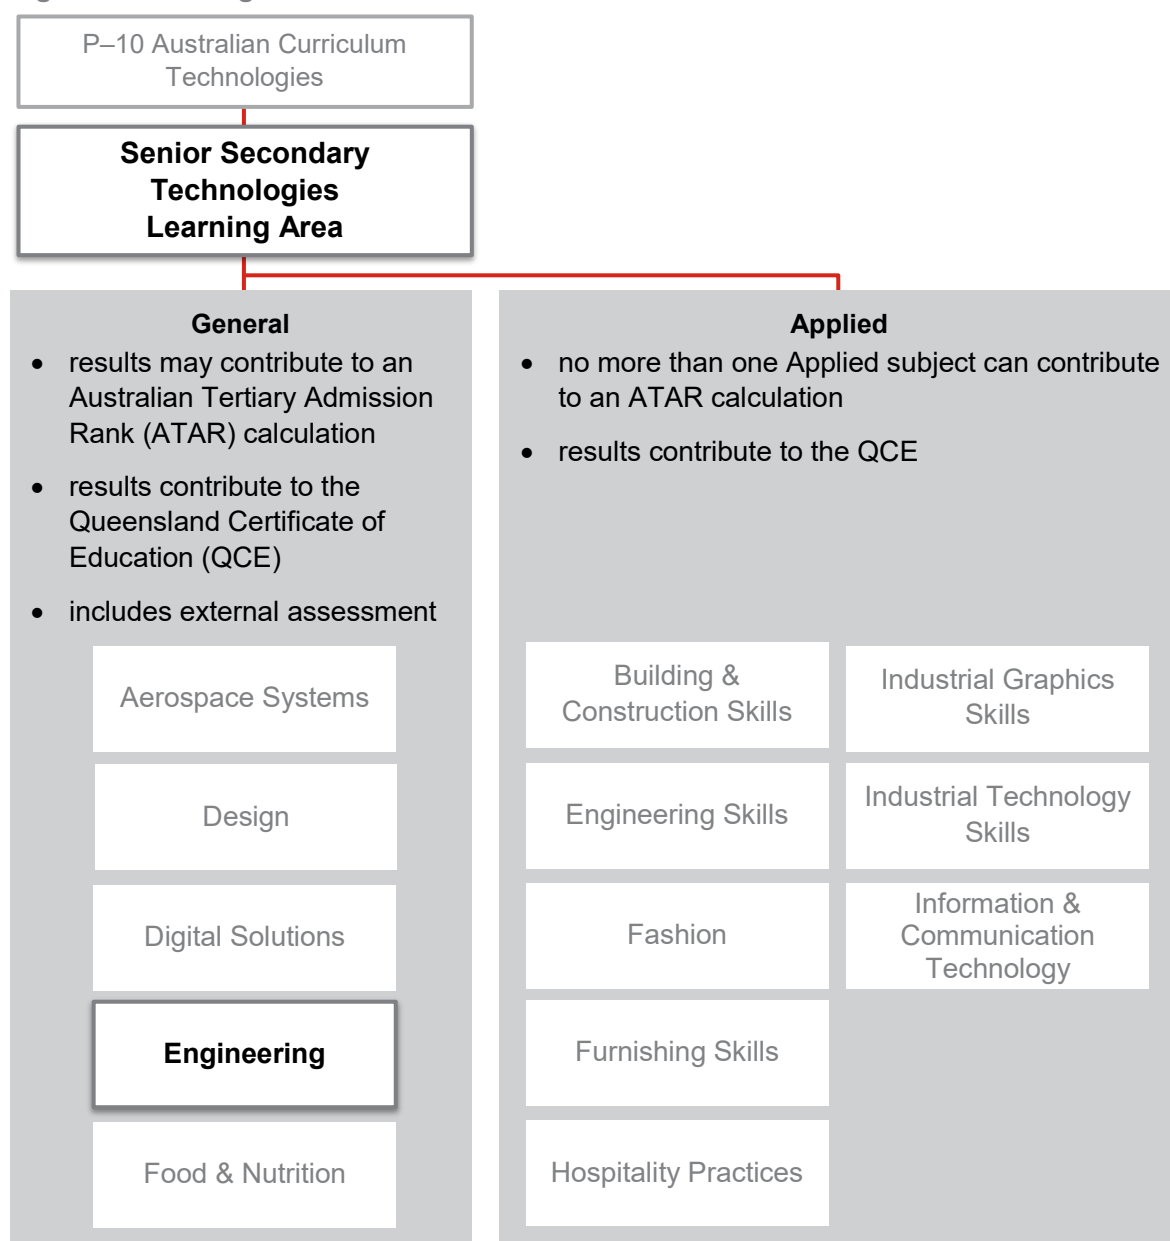 P–10 Australian Curriculum
Technologies
Senior Secondary
Technologies
Learning Area
General
• results may contribute to an
Australian Tertiary Admission
Rank (ATAR) calculation
• results contribute to the
Queensland Certificate of
Education (QCE)
• includes external assessment
Aerospace Systems
Design
Digital Solutions
Engineering
Food & Nutrition
Applied
• no more than one Applied subject can contribute
to an ATAR calculation
• results contribute to the QCE
Building &
Construction Skills
Engineering Skills
Fashion
Furnishing Skills
Hospitality Practices
Industrial Graphics
Skills
Industrial Technology
Skills
Information &
Communication
Technology